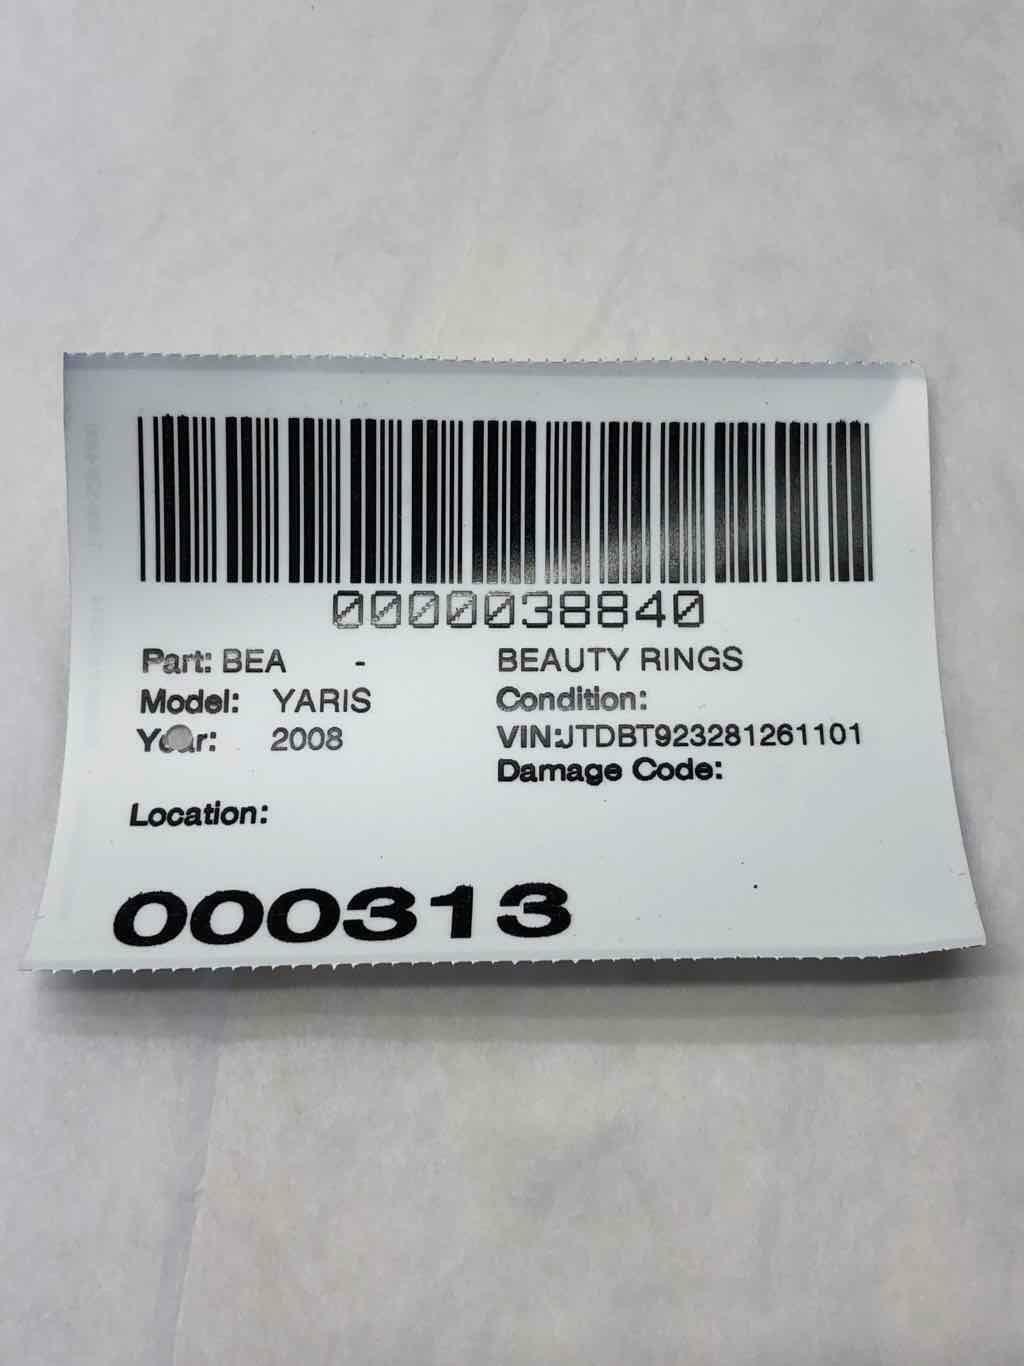 0000038840
Part: BEA - BEAUTY RINGS
Model: YARIS Condition:
Year: 2008 VIN:JTDBT923281261101
Damage Code:
Location:
000313